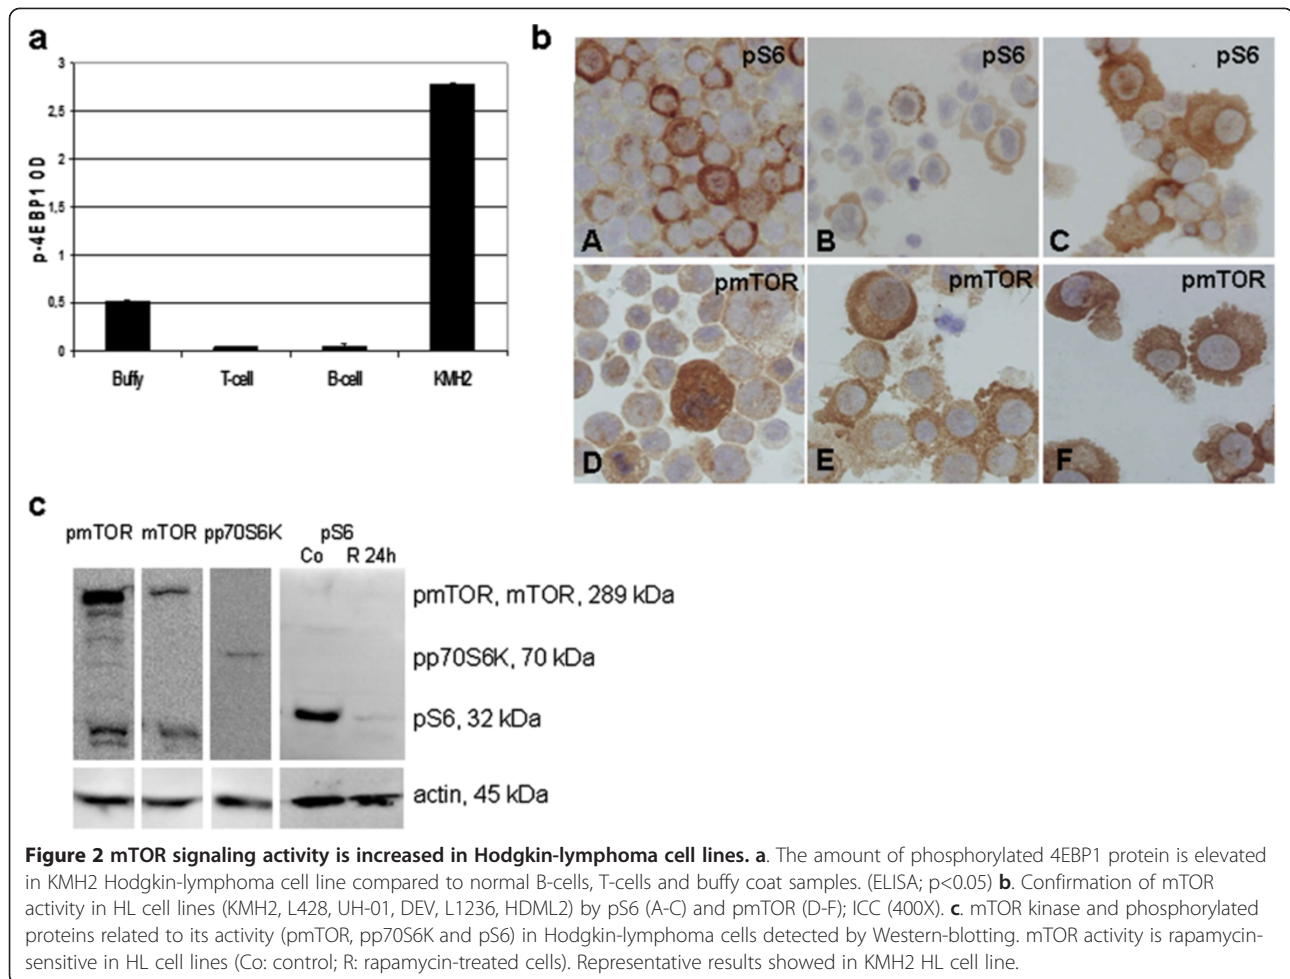 a
3
2,5
2
1,5
1
0,5
0
p-4EBP1 OD
Buffy T-cell B-cell KMH2
b
pS6 pS6 pS6
A B C
pmTOR pmTOR pmTOR
D E F
c
pmTOR mTOR pp70S6K pS6
Co R 24h
pmTOR, mTOR, 289 kDa
pp70S6K, 70 kDa
pS6, 32 kDa
actin, 45 kDa
Figure 2 mTOR signaling activity is increased in Hodgkin-lymphoma cell lines. a. The amount of phosphorylated 4EBP1 protein is elevated
in KMH2 Hodgkin-lymphoma cell line compared to normal B-cells, T-cells and buffy coat samples. (ELISA; p<0.05) b. Confirmation of mTOR
activity in HL cell lines (KMH2, L428, UH-01, DEV, L1236, HDML2) by pS6 (A-C) and pmTOR (D-F); ICC (400X). c. mTOR kinase and phosphorylated
proteins related to its activity (pmTOR, pp70S6K and pS6) in Hodgkin-lymphoma cells detected by Western-blotting. mTOR activity is rapamycin-
sensitive in HL cell lines (Co: control; R: rapamycin-treated cells). Representative results showed in KMH2 HL cell line.